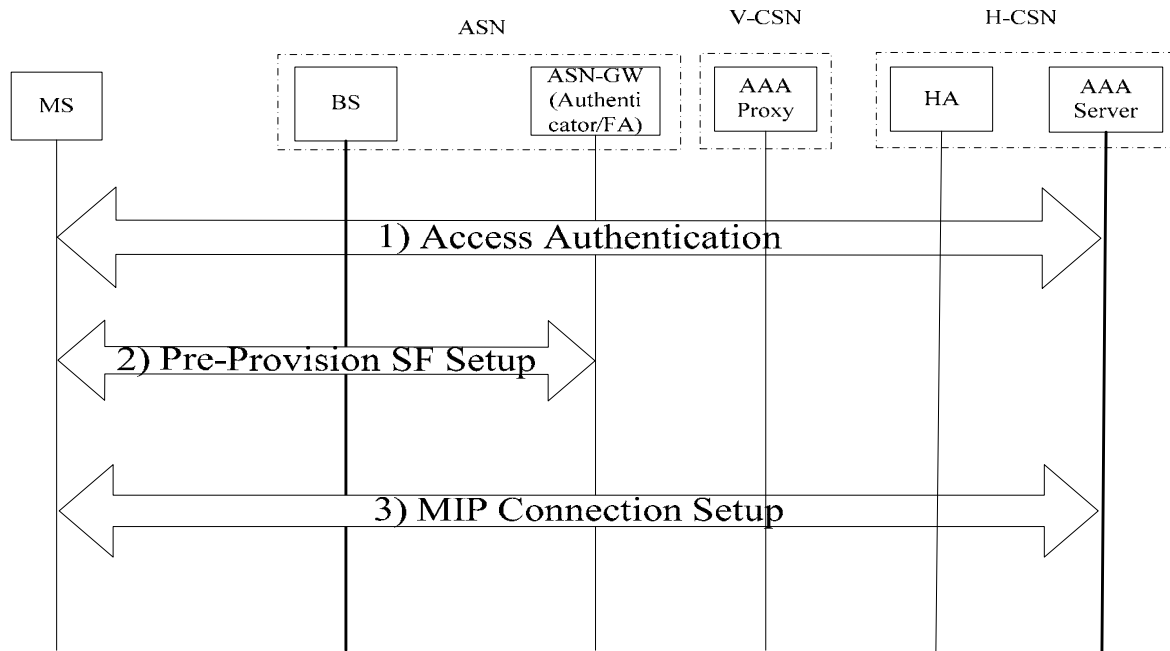 ASN
V-CSN
H-CSN
MS
BS
ASN-GW
(Authenti
cator/FA)
AAA
Proxy
HA
AAA
Server
1) Access Authentication
2) Pre-Provision SF Setup
3) MIP Connection Setup